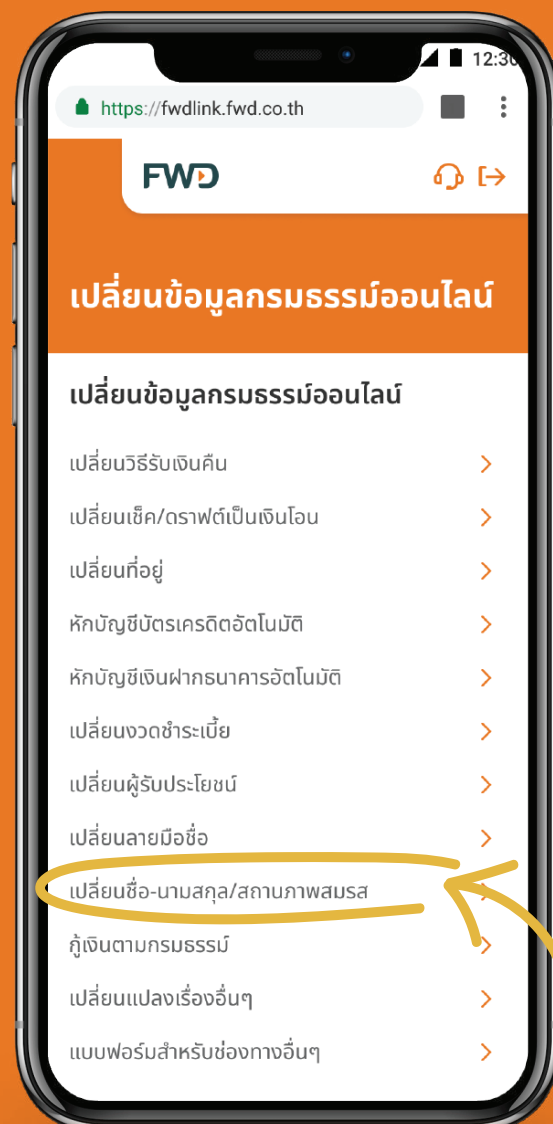 12:30
https://fwdlink.fwd.co.th
FWD
เปลี่ยนข้อมูลกรมธรรม์ออนไลน์
เปลี่ยนข้อมูลกรมธรรม์ออนไลน์
เปลี่ยนวิธีรับเงินคืน
เปลี่ยนเช็ค/ดราฟต์เป็นเงินโอน
เปลี่ยนที่อยู่
หักบัญชีบัตรเครดิตอัตโนมัติ
หักบัญชีเงินฝากธนาคารอัตโนมัติ
เปลี่ยนงวดชำระเบี้ย
เปลี่ยนผู้รับประโยชน์
เปลี่ยนลายมือชื่อ
เปลี่ยนชื่อ-นามสกุล/สถานภาพสมรส
กู้เงินตามกรมธรรม์
เปลี่ยนแปลงเรื่องอื่นๆ
แบบฟอร์มสำหรับช่องทางอื่นๆ